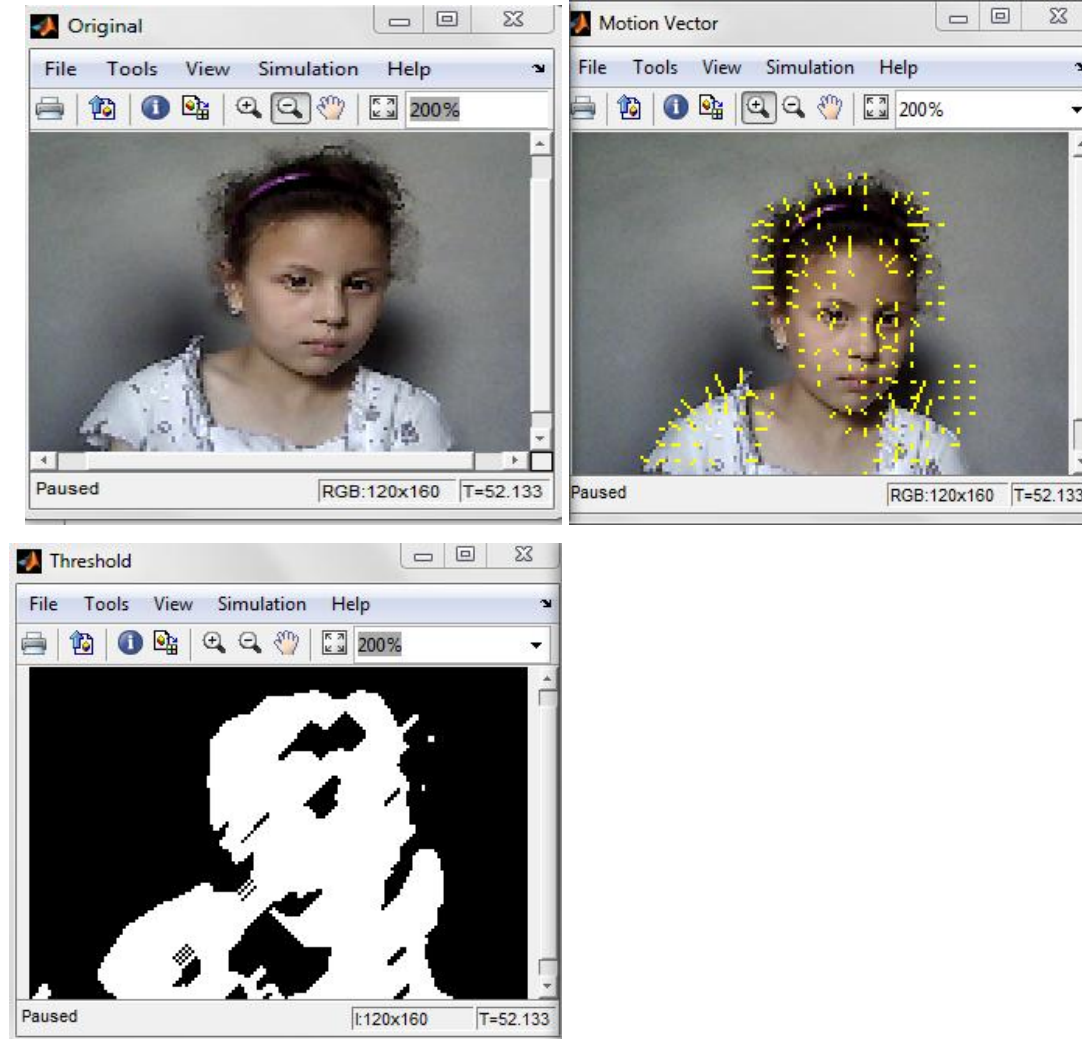 Original
File Tools View Simulation Help
200%
Paused RGB:120x160 T=52.133
Motion Vector
File Tools View Simulation Help
200%
Paused RGB:120x160 T=52.133
Threshold
File Tools View Simulation Help
200%
Paused I:120x160 T=52.133